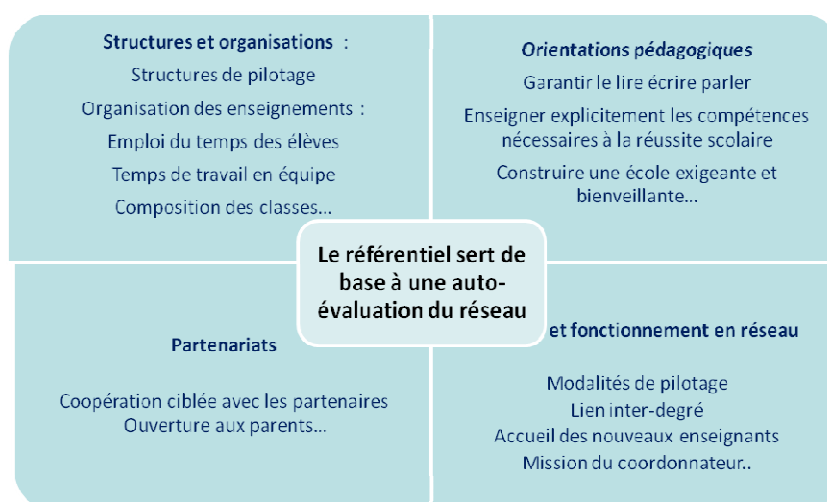 Structures et organisations :
Structures de pilotage
Organisation des enseignements :
Emploi du temps des élèves
Temps de travail en équipe
Composition des classes...
Orientations pédagogiques
Garantir le lire écrire parler
Enseigner explicitement les compétences
nécessaires à la réussite scolaire
Construire une école exigeante et
bienveillante...
Le référentiel sert de
base à une auto-
évaluation du réseau
Partenariats
Coopération ciblée avec les partenaires
Ouverture aux parents...
et fonctionnement en réseau
Modalités de pilotage
Lien inter-degré
Accueil des nouveaux enseignants
Mission du coordonnateur..